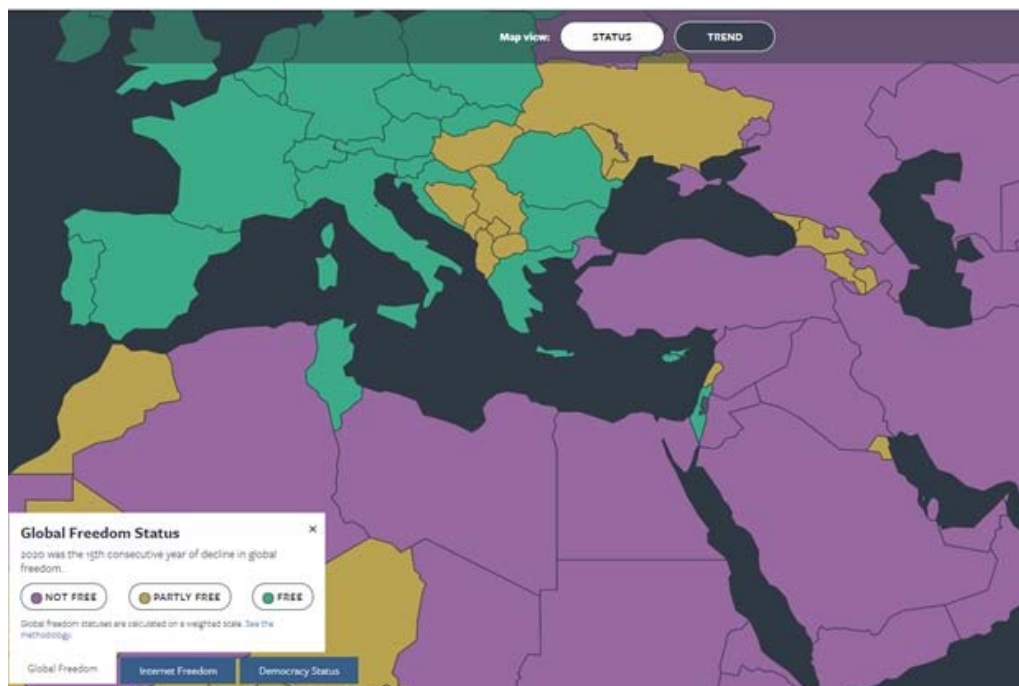 Map view: STATUS TREND
Global Freedom Status ×
2020 was the 15th consecutive year of decline in global
freedom.
NOT FREE PARTLY FREE FREE
Global freedom statuses are calculated on a weighted scale. See the
methodology.
Global Freedom Internet Freedom Democracy Status